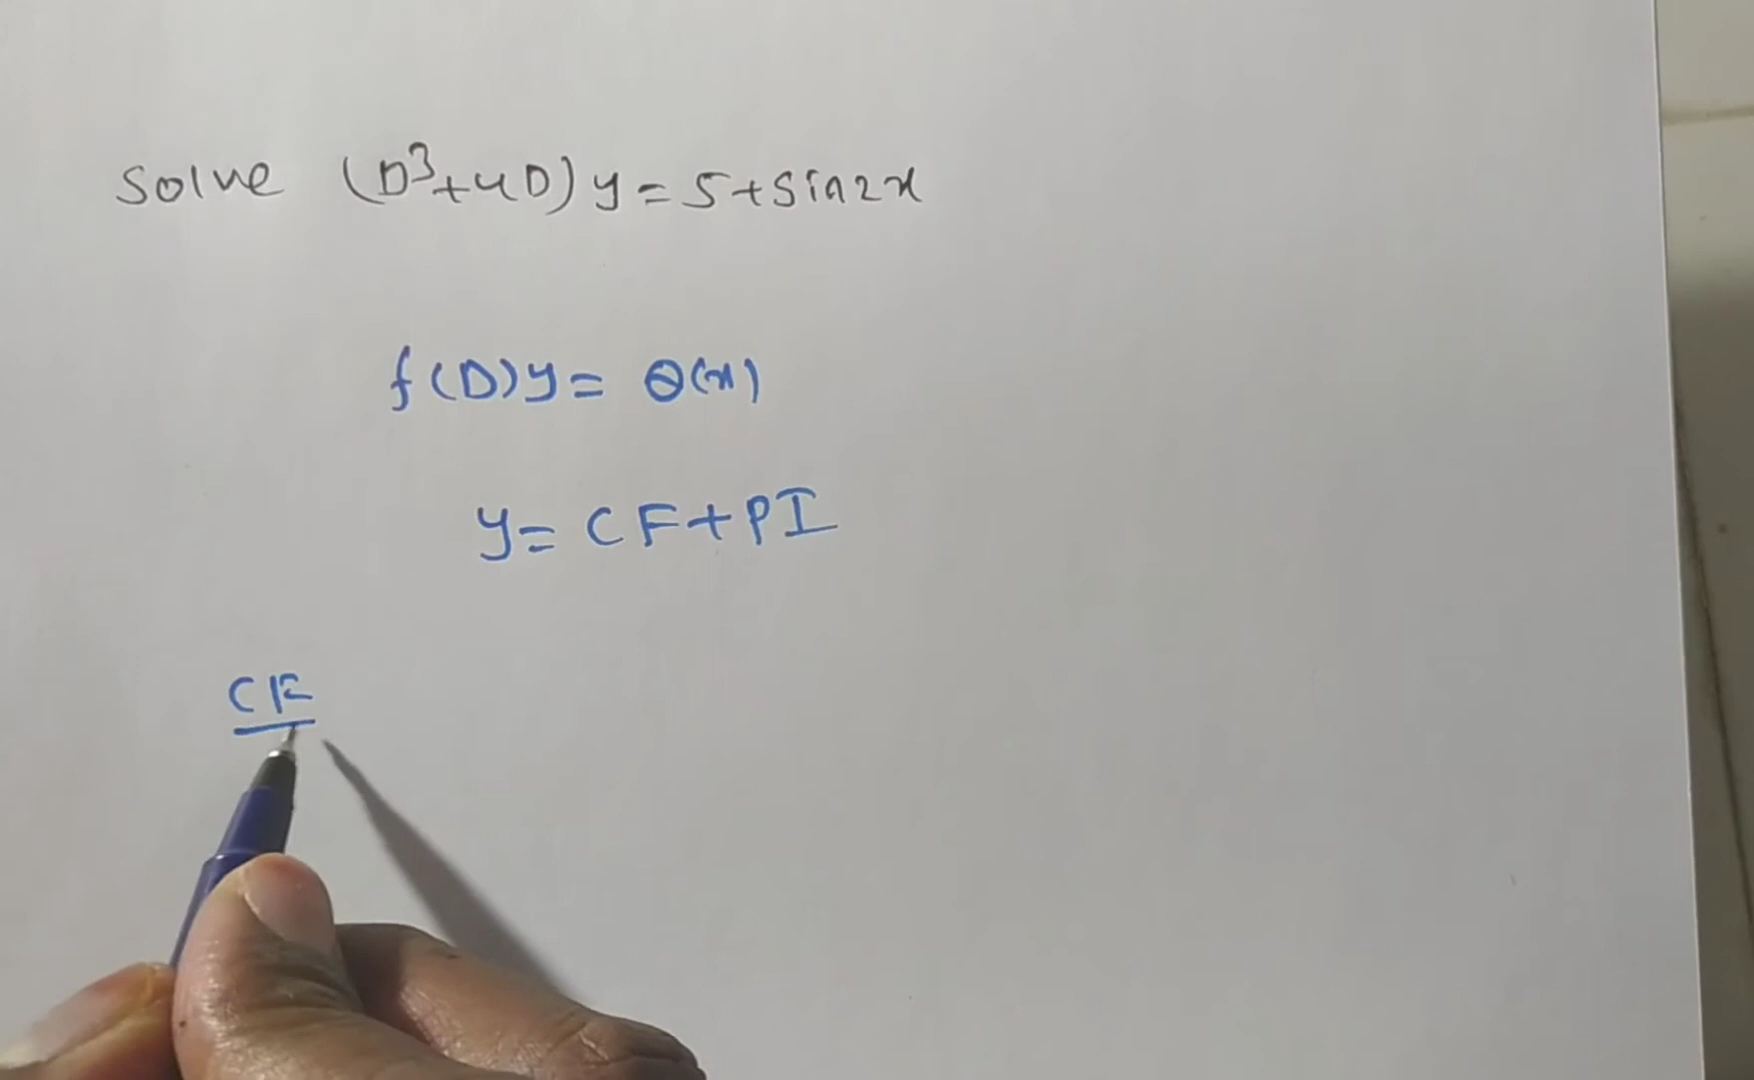 Solve (D³+4D)y=5+Sin2x
f(D)y= Θ(x)
y= CF+PI
CF